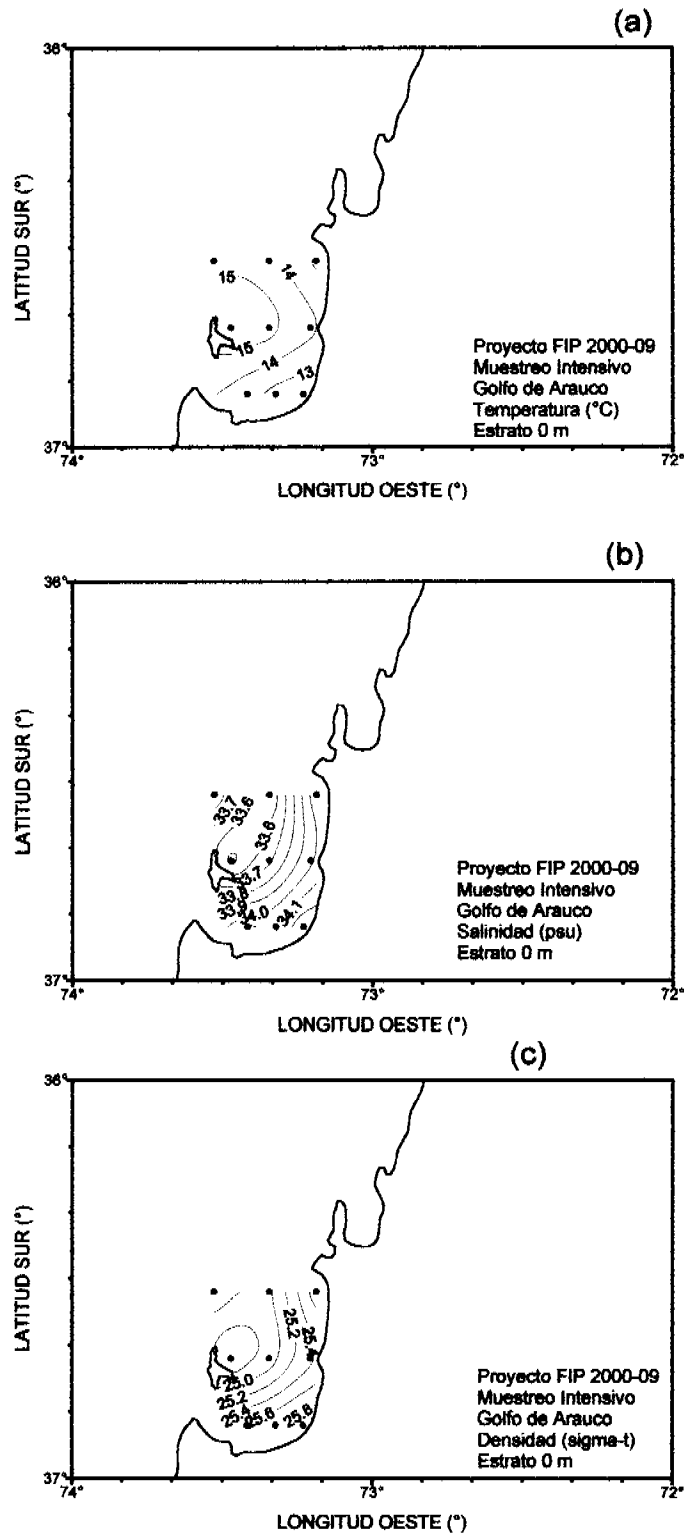 (a)
36°
LATITUD SUR (°)
15
14
15
14
13
Proyecto FIP 2000-09
Muestreo Intensivo
Golfo de Arauco
Temperatura (°C)
Estrato 0 m
37°
74°
73°
72°
LONGITUD OESTE (°)
(b)
36°
LATITUD SUR (°)
33.7
33.6
33.6
33.7
33.8
33.9
34.0
34.1
Proyecto FIP 2000-09
Muestreo Intensivo
Golfo de Arauco
Salinidad (psu)
Estrato 0 m
37°
74°
73°
72°
LONGITUD OESTE (°)
(c)
36°
LATITUD SUR (°)
25.2
25.4
25.0
25.2
25.4
25.6
25.8
Proyecto FIP 2000-09
Muestreo Intensivo
Golfo de Arauco
Densidad (sigma-t)
Estrato 0 m
37°
74°
73°
72°
LONGITUD OESTE (°)